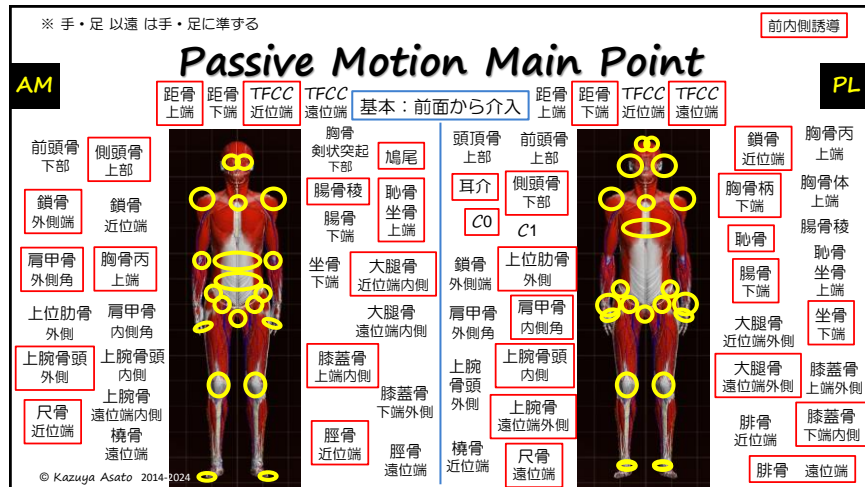 ※ 手・足 以遠 は手・足に準ずる
前内側誘導
Passive Motion Main Point
AM
PL
距骨
上端
距骨
下端
TFCC
近位端
TFCC
遠位端
基本：前面から介入
距骨
上端
距骨
下端
TFCC
近位端
TFCC
遠位端
前頭骨
下部
側頭骨
上部
鎖骨
外側端
鎖骨
近位端
肩甲骨
外側角
胸骨丙
上端
上位肋骨
外側
肩甲骨
内側角
上腕骨頭
外側
上腕骨頭
内側
尺骨
近位端
上腕骨
遠位端内側
橈骨
遠位端
胸骨
剣状突起
下部
鳩尾
腸骨稜
恥骨
坐骨
上端
腸骨
下端
坐骨
下端
大腿骨
近位端内側
大腿骨
遠位端内側
膝蓋骨
上端内側
膝蓋骨
下端外側
脛骨
近位端
脛骨
遠位端
頭頂骨
上部
前頭骨
上部
耳介
側頭骨
下部
C0
C1
鎖骨
外側端
上位肋骨
外側
肩甲骨
外側角
肩甲骨
内側角
上腕
骨頭
外側
上腕骨頭
内側
上腕骨
遠位端外側
橈骨
近位端
尺骨
遠位端
鎖骨
近位端
胸骨丙
上端
胸骨柄
下端
胸骨体
上端
恥骨
腸骨稜
腸骨
下端
恥骨
坐骨
上端
大腿骨
近位端外側
坐骨
下端
大腿骨
遠位端外側
膝蓋骨
上端外側
腓骨
近位端
膝蓋骨
下端内側
腓骨 遠位端
© Kazuya Asato 2014-2024